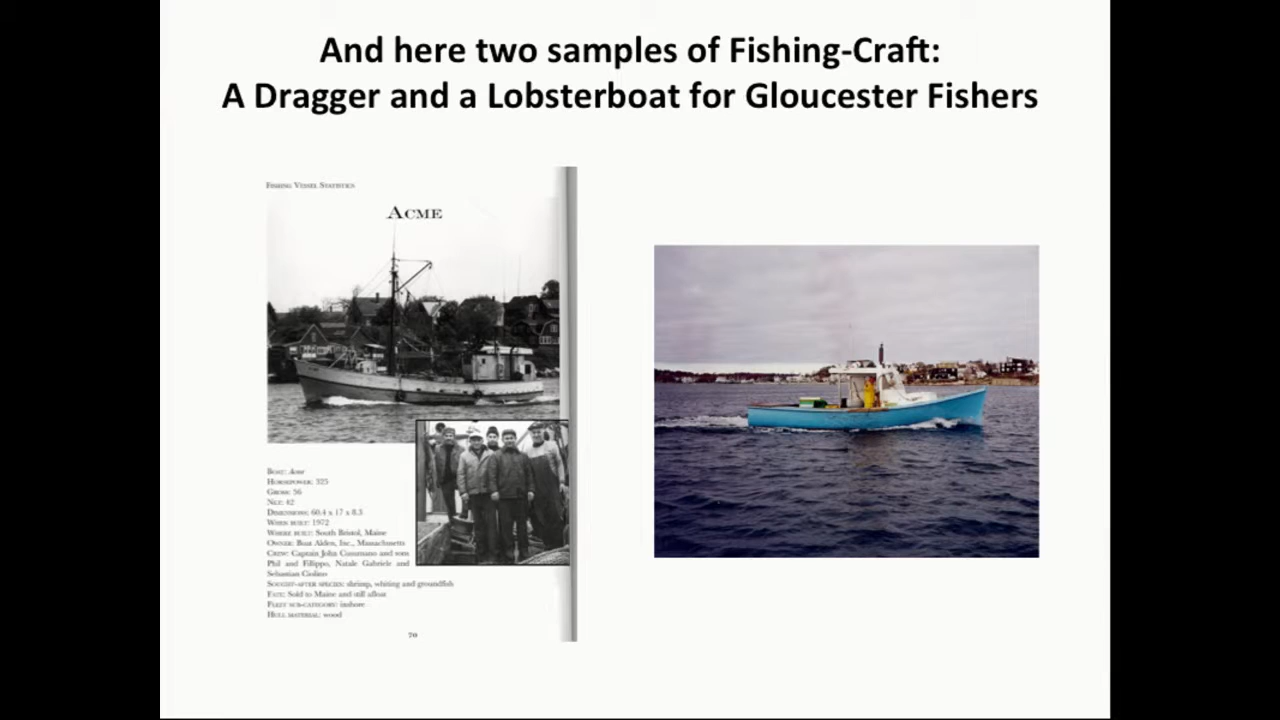 And here two samples of Fishing-Craft:
A Dragger and a Lobsterboat for Gloucester Fishers
Fishing Vessel Statistics
Acme
Boat: Acme
Horsepower: 325
Gross: 56
Net: 42
Dimensions: 60.4 x 17 x 8.3
When built: 1972
Where built: South Bristol, Maine
Owner: Boat Alden, Inc., Massachusetts
Crew: Captain John Cusumano and sons
Phil and Filippo, Natale Gabriele and
Sebastian
Sought-after species: shrimp, whiting and groundfish
Fate: Sold to Maine and still afloat
Fleet sub-category: inshore
Hull material: wood
70